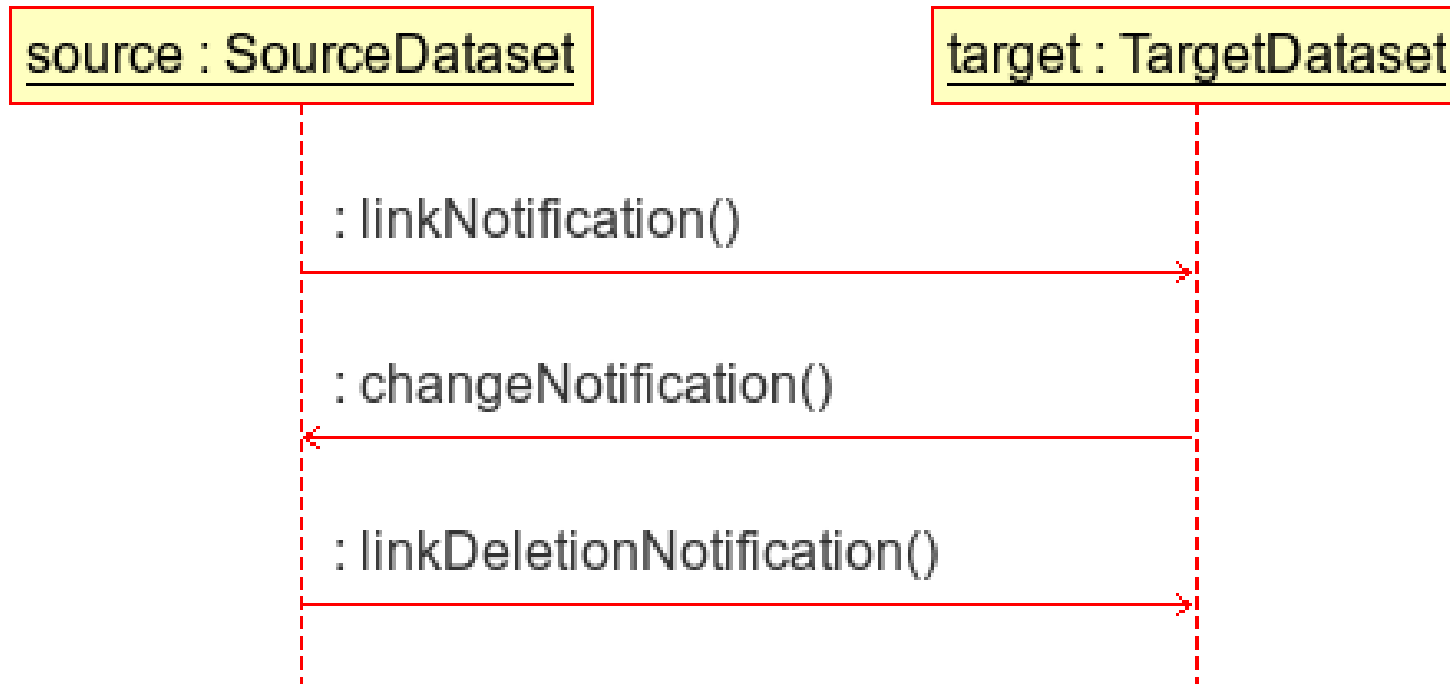 source : SourceDataset
target : TargetDataset
: linkNotification()
: changeNotification()
: linkDeletionNotification()